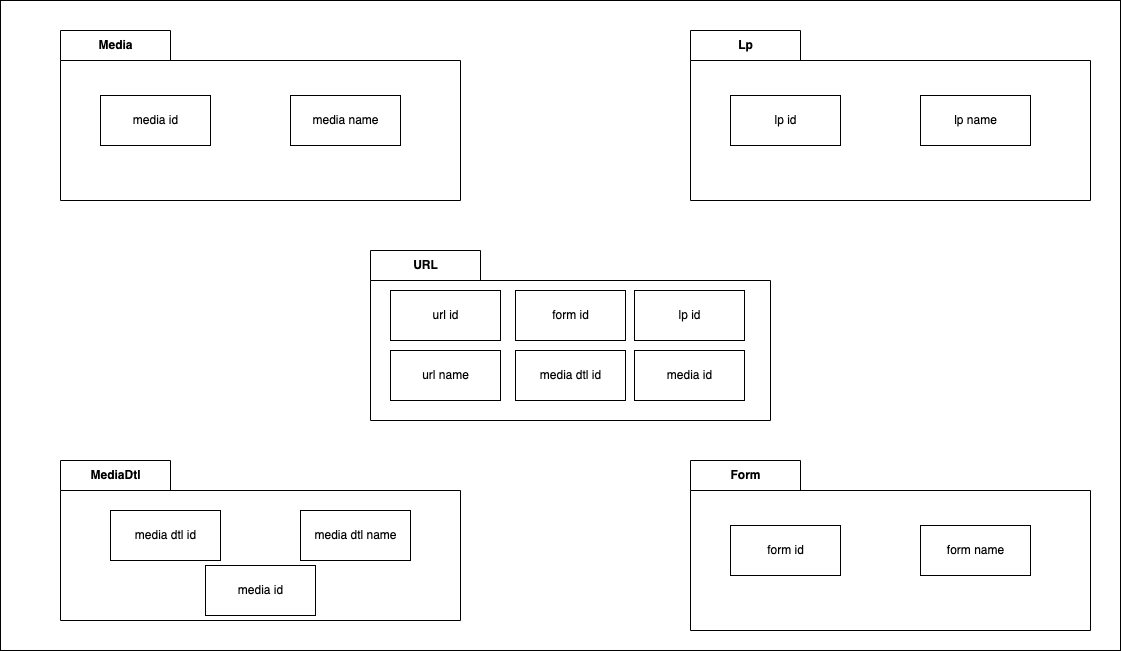 Media
media id
media name
Lp
lp id
lp name
URL
url id
form id
lp id
url name
media dtl id
media id
MediaDtl
media dtl id
media dtl name
media id
Form
form id
form name